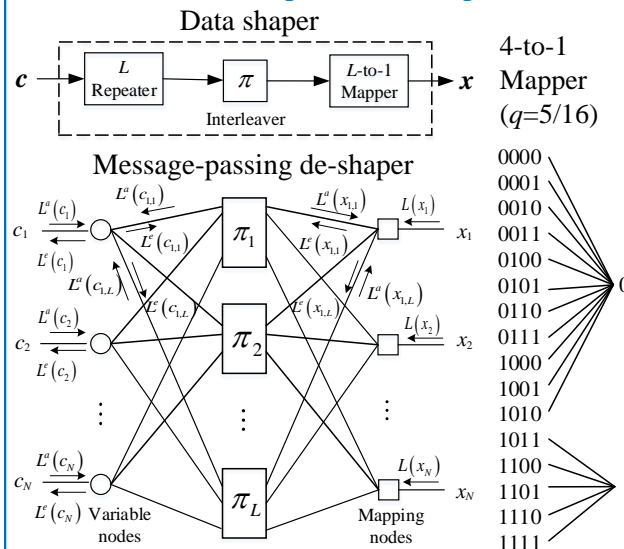 Data shaper
c
L
Repeater
π
Interleaver
L-to-1
Mapper
x
4-to-1
Mapper
(q=5/16)
Message-passing de-shaper
L^a(c_1)
c_1
L^e(c_1)
L^a(c_{1,1})
L^e(c_{1,1})
L^a(c_{1,L})
L^e(c_{1,L})
L^a(c_2)
c_2
L^e(c_2)
⋮
L^a(c_N)
c_N
L^e(c_N)
Variable
nodes
π_1
π_2
⋮
π_L
L^a(x_{1,1})
L^e(x_{1,1})
L^e(x_{1,L})
L^a(x_{1,L})
L(x_1)
x_1
L(x_2)
x_2
⋮
L(x_N)
x_N
Mapping
nodes
0000
0001
0010
0011
0100
0101
0110
0111
1000
1001
1010
1011
1100
1101
1110
1111
0